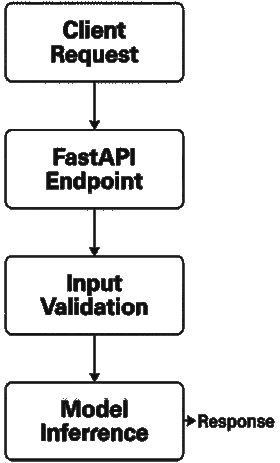 Client
Request
FastAPI
Endpoint
Input
Validation
Model
Inferrence
Response